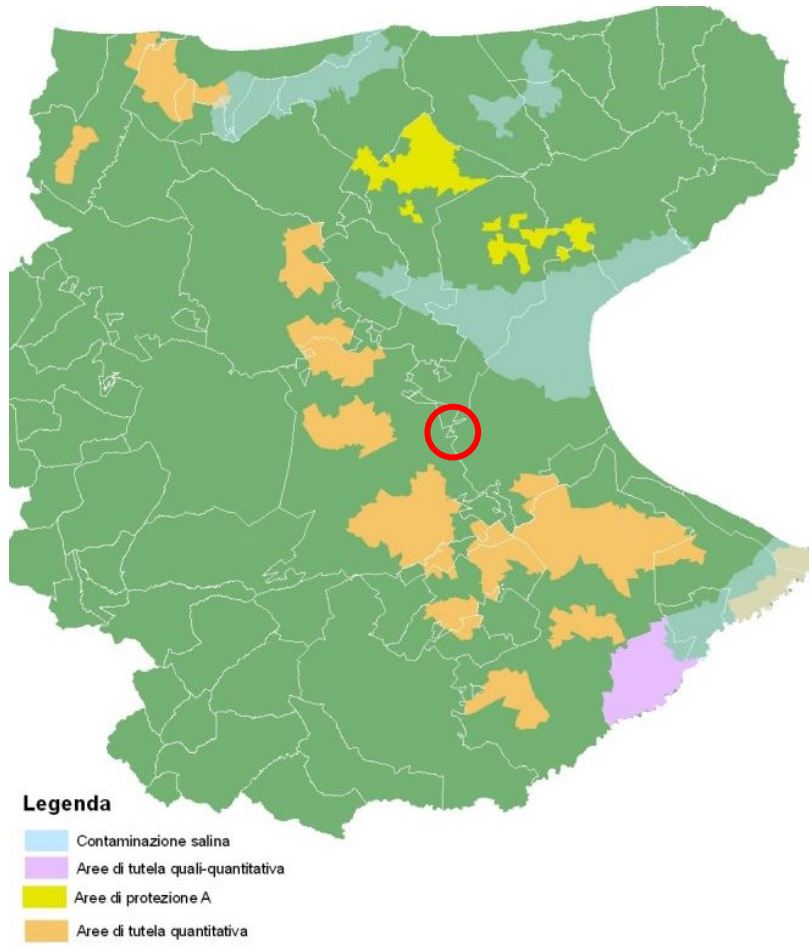 Legenda
Contaminazione salina
Aree di tutela quali-quantitativa
Aree di protezione A
Aree di tutela quantitativa